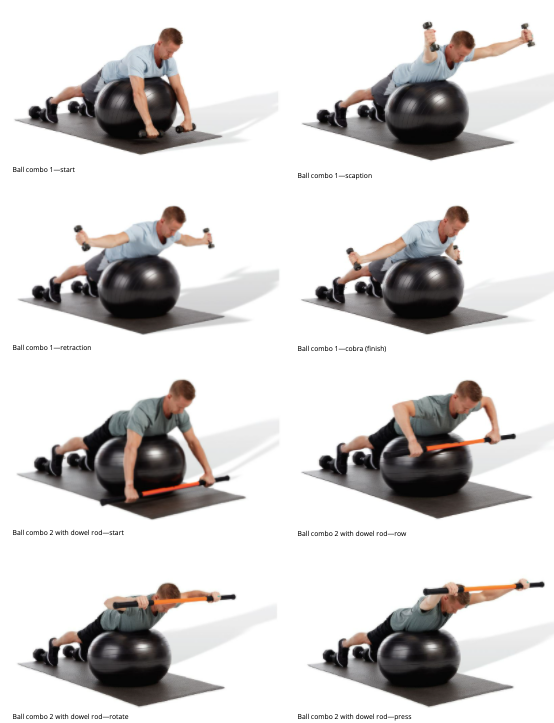 Ball combo 1—start
Ball combo 1—scaption
Ball combo 1—retraction
Ball combo 1—cobra (finish)
Ball combo 2 with dowel rod—start
Ball combo 2 with dowel rod—row
Ball combo 2 with dowel rod—rotate
Ball combo 2 with dowel rod—press